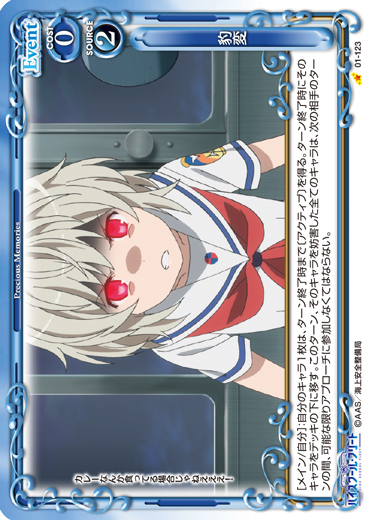 Event
COST
0
SOURCE
2
豹変
01-123
Precious Memories
カレーなんか食ってる場合じゃねえええ!
[メイン/自分]:自分のキャラ1枚は、ターン終了時まで〔アクティブ〕を得る。ターン終了時にその
キャラをデッキの下に移す。このターン、そのキャラを妨害した全てのキャラは、次の相手のター
ンの間、可能な限りアプローチに参加しなくてはならない。
ハイスクール・フリート
©AAS/海上安全整備局